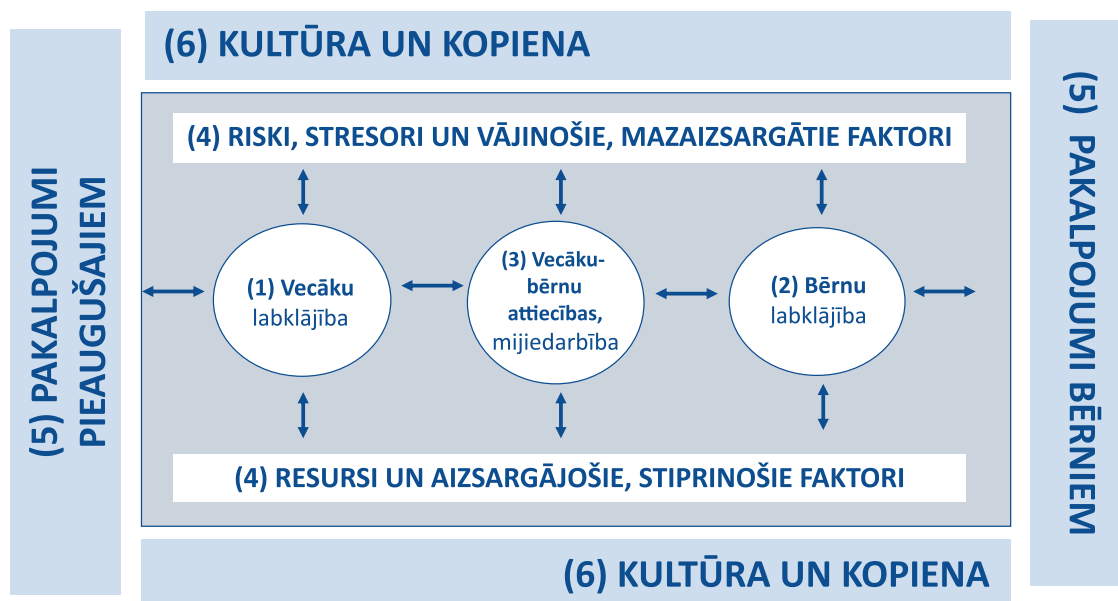 (6) KULTŪRA UN KOPIENA
(5) PAKALPOJUMI
PIEAUGUŠAJIEM
(4) RISKI, STRESORI UN VĀJINOŠIE, MAZAIZSARGĀTIE FAKTORI
(1) Vecāku
labklājība
(3) Vecāku-
bērnu
attiecības,
mijiedarbība
(2) Bērnu
labklājība
(4) RESURSI UN AIZSARGĀJOŠIE, STIPRINOŠIE FAKTORI
(5) PAKALPOJUMI BĒRNIEM
(6) KULTŪRA UN KOPIENA